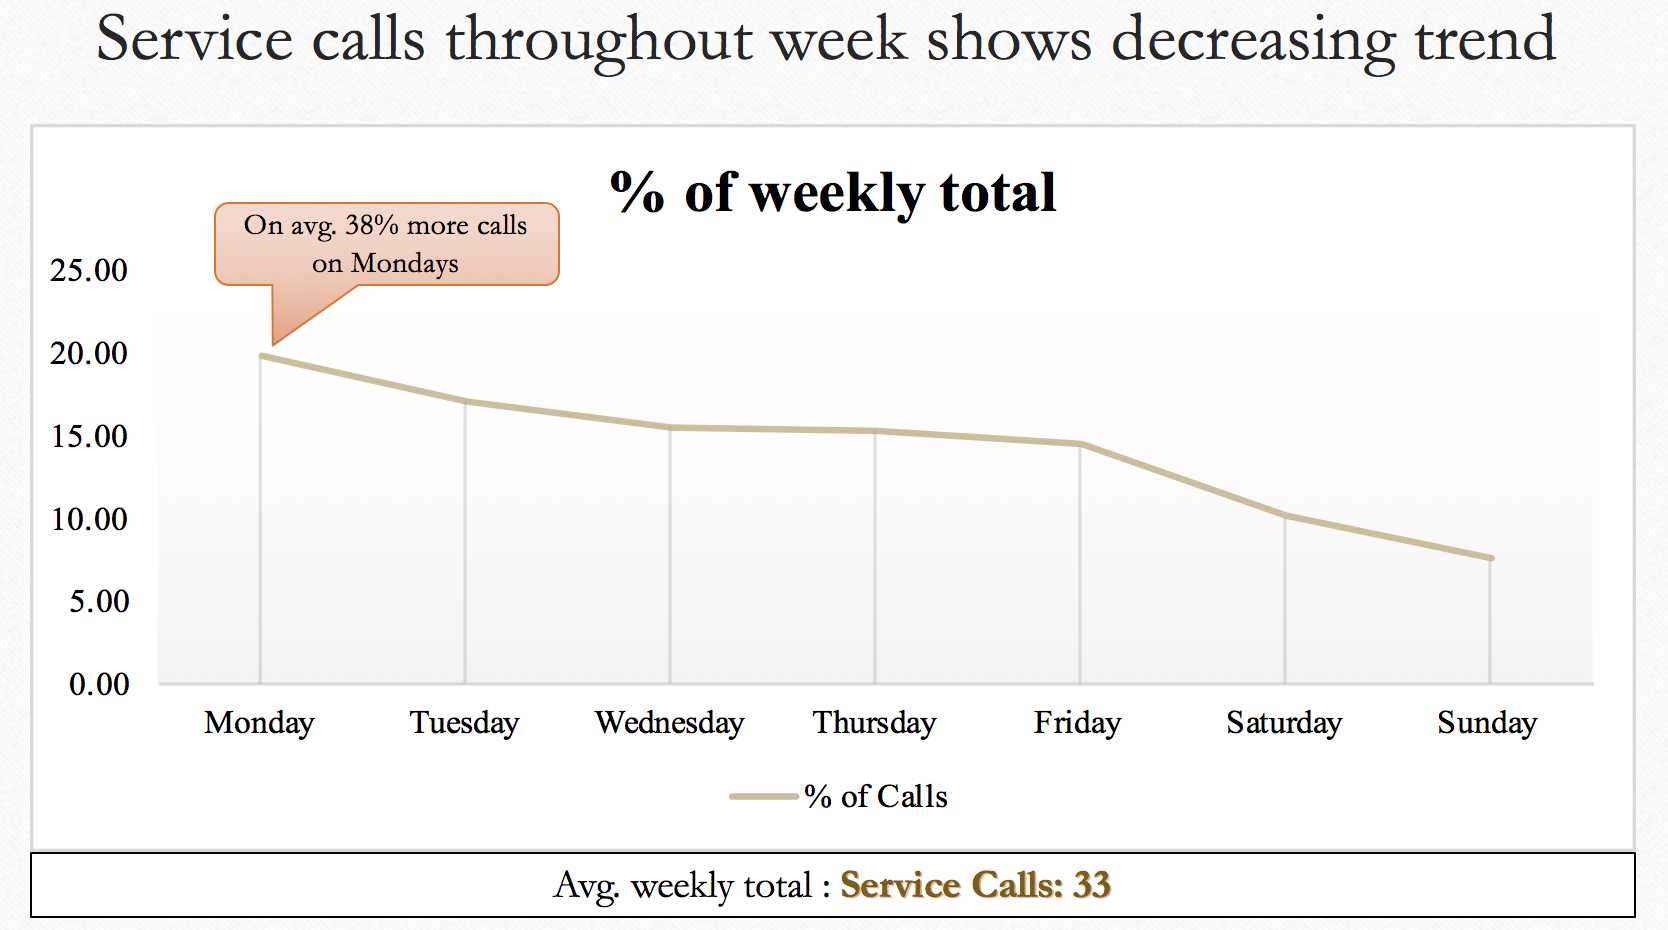 Service calls throughout week shows decreasing trend
% of weekly total
On avg. 38% more calls
on Mondays
25.00
20.00
15.00
10.00
5.00
0.00
Monday Tuesday Wednesday Thursday Friday Saturday Sunday
% of Calls
Avg. weekly total : Service Calls: 33